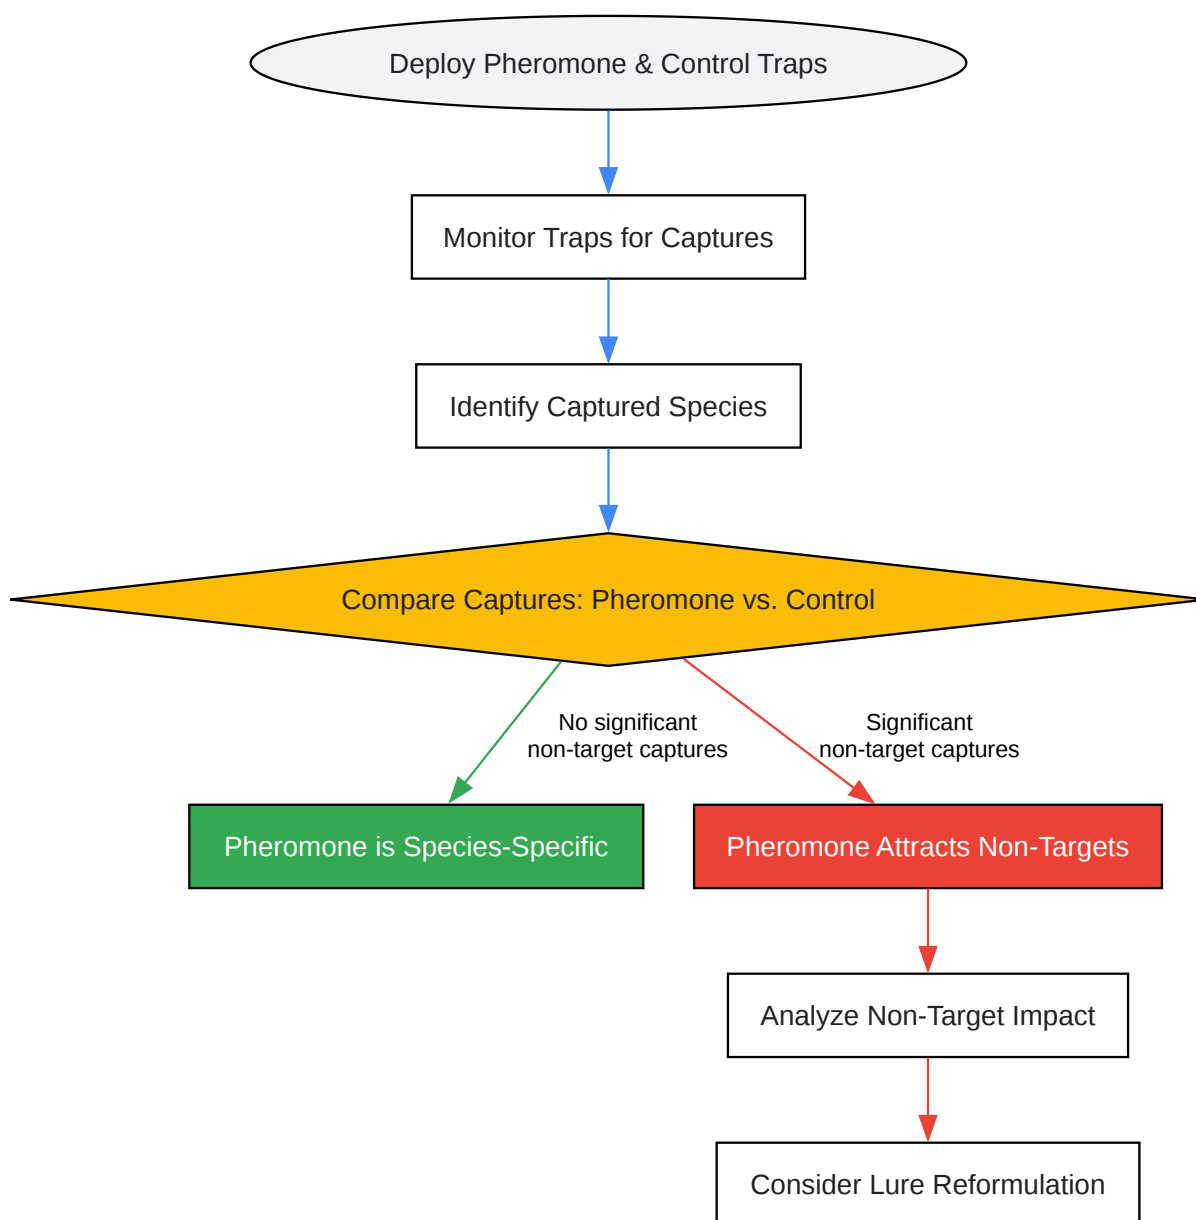 Deploy Pheromone & Control Traps
Monitor Traps for Captures
Identify Captured Species
Compare Captures: Pheromone vs. Control
No significant
non-target captures
Significant
non-target captures
Pheromone is Species-Specific
Pheromone Attracts Non-Targets
Analyze Non-Target Impact
Consider Lure Reformulation